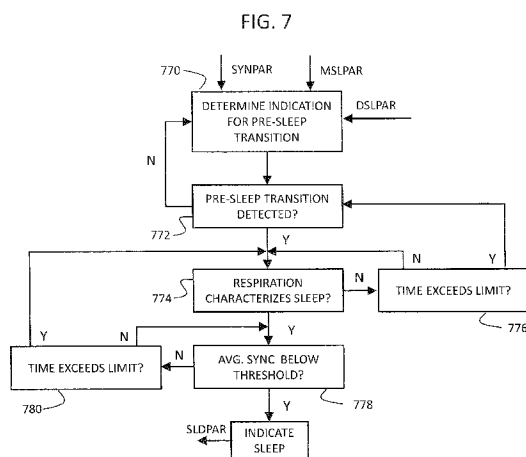 FIG. 7
770
SYNPAR
MSLPAR
DETERMINE INDICATION
FOR PRE-SLEEP
TRANSITION
DSLPAR
N
PRE-SLEEP TRANSITION
DETECTED?
772
Y
N
Y
774
RESPIRATION
CHARACTERIZES SLEEP?
N
TIME EXCEEDS LIMIT?
776
Y
N
Y
TIME EXCEEDS LIMIT?
780
N
AVG. SYNC BELOW
THRESHOLD?
778
Y
SLDPAR
INDICATE
SLEEP